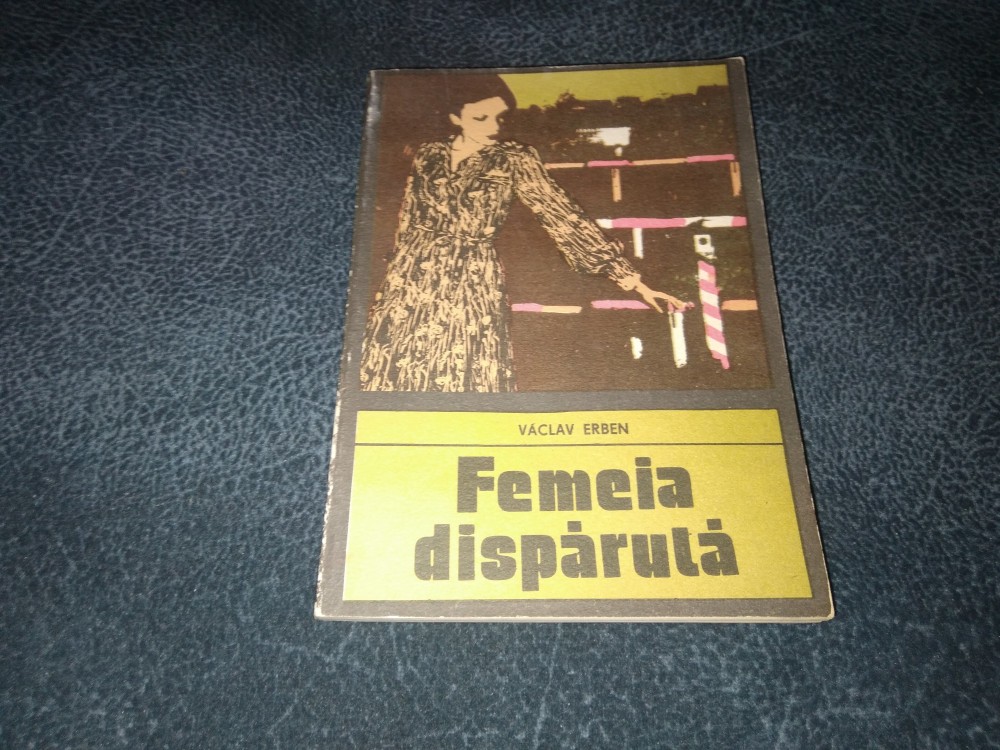 VÁCLAV ERBEN
Femeia
dispărută